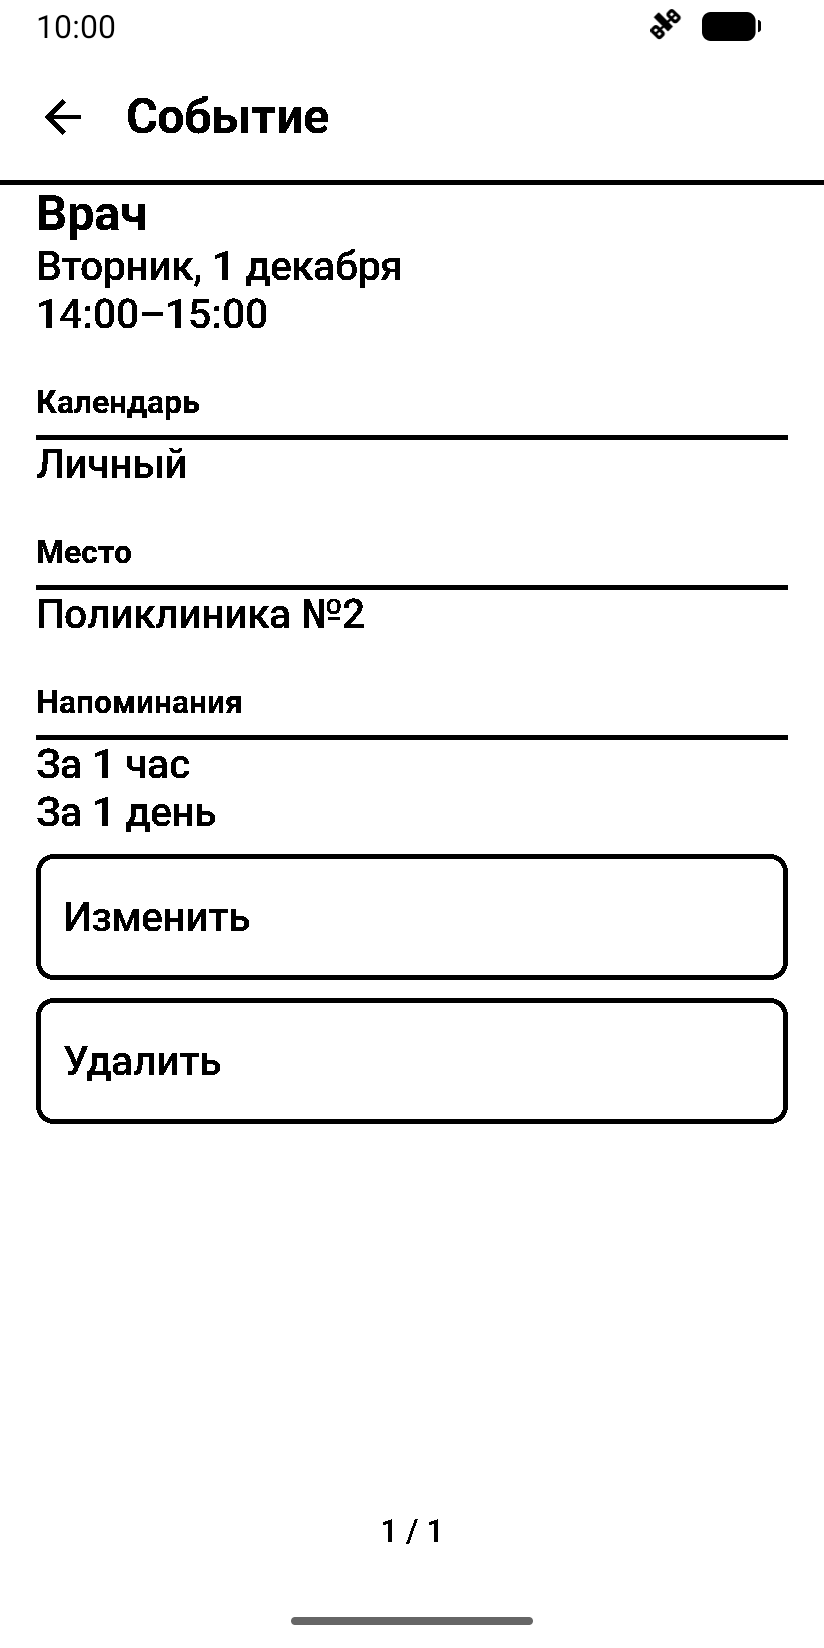 10:00
Событие
Врач
Вторник, 1 декабря
14:00–15:00
Календарь
Личный
Место
Поликлиника №2
Напоминания
За 1 час
За 1 день
Изменить
Удалить
1 / 1